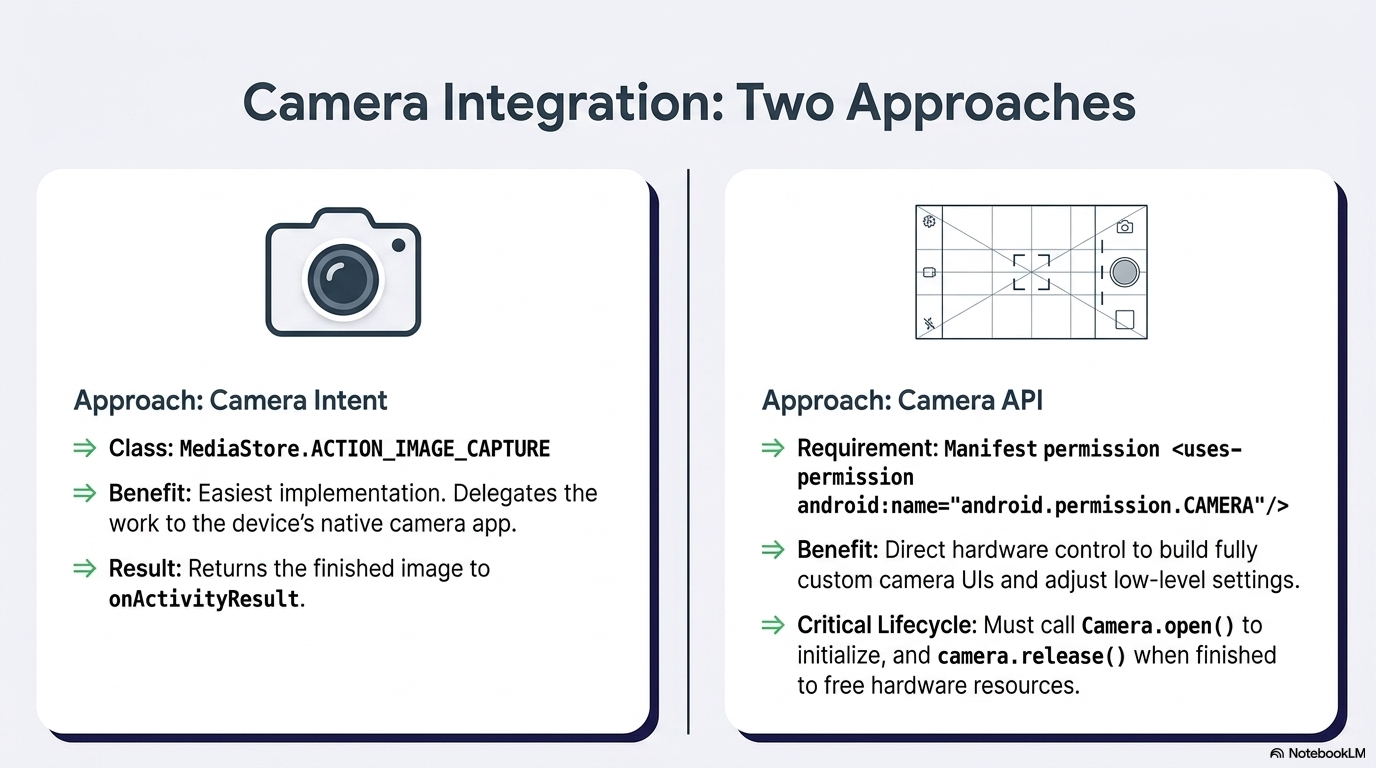 Camera Integration: Two Approaches
Approach: Camera Intent
Class: MediaStore.ACTION_IMAGE_CAPTURE
Benefit: Easiest implementation. Delegates the
work to the device’s native camera app.
Result: Returns the finished image to
onActivityResult.
Approach: Camera API
Requirement: Manifest permission <uses-
permission
android:name="android.permission.CAMERA"/>
Benefit: Direct hardware control to build fully
custom camera UIs and adjust low-level settings.
Critical Lifecycle: Must call Camera.open() to
initialize, and camera.release() when finished
to free hardware resources.
NotebookLM